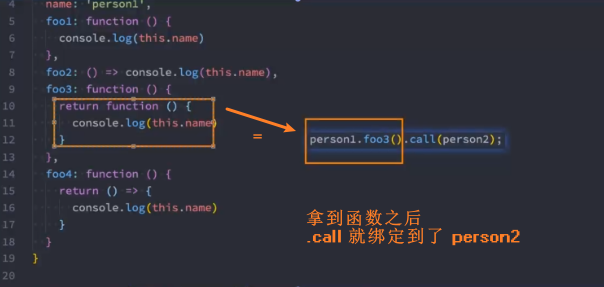 4 name: 'person1',
5 foo1: function () {
6 console.log(this.name)
7 },
8 foo2: () => console.log(this.name),
9 foo3: function () {
10 return function () {
11 console.log(this.name)
12 }
13 },
14 foo4: function () {
15 return () => {
16 console.log(this.name)
17 }
18 }
19 }
20
=
person1.foo3().call(person2);
拿到函数之后
.call 就绑定到了 person2